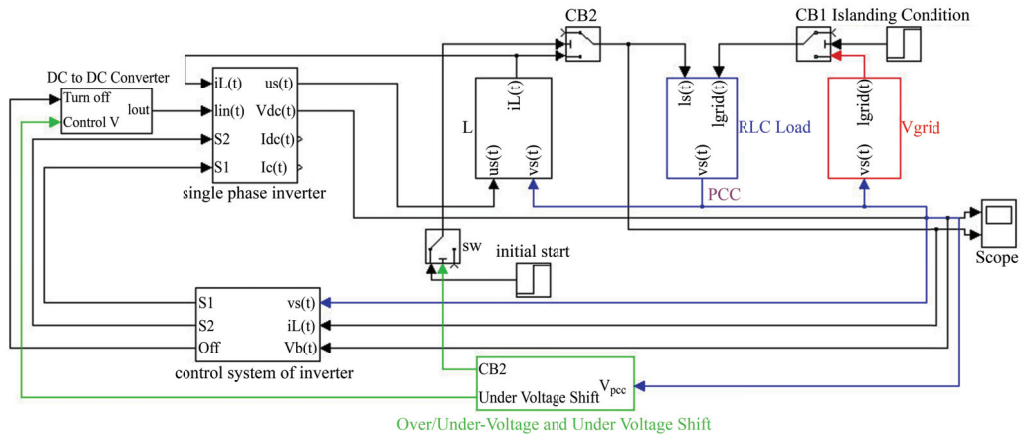 CB2
CB1 Islanding Condition
DC to DC Converter
Turn off
Iout
Control V
iL(t)
Iin(t)
S2
S1
us(t)
Vdc(t)
Idc(t)
Ic(t)
single phase inverter
L
iL(t)
us(t)
vs(t)
Is(t)
Igrid(t)
vs(t)
RLC Load
PCC
Igrid(t)
vs(t)
Vgrid
Scope
sw
initial start
S1
S2
Off
vs(t)
iL(t)
Vb(t)
control system of inverter
CB2
Under Voltage Shift
Vpcc
Over/Under-Voltage and Under Voltage Shift